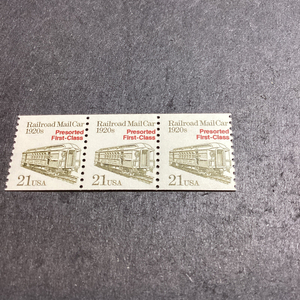 Railroad Mail Car
1920s
Presorted
First-Class
21USA
Railroad Mail Car
1920s
Presorted
First-Class
21USA
Railroad Mail Car
1920s
Presorted
First-Class
21USA